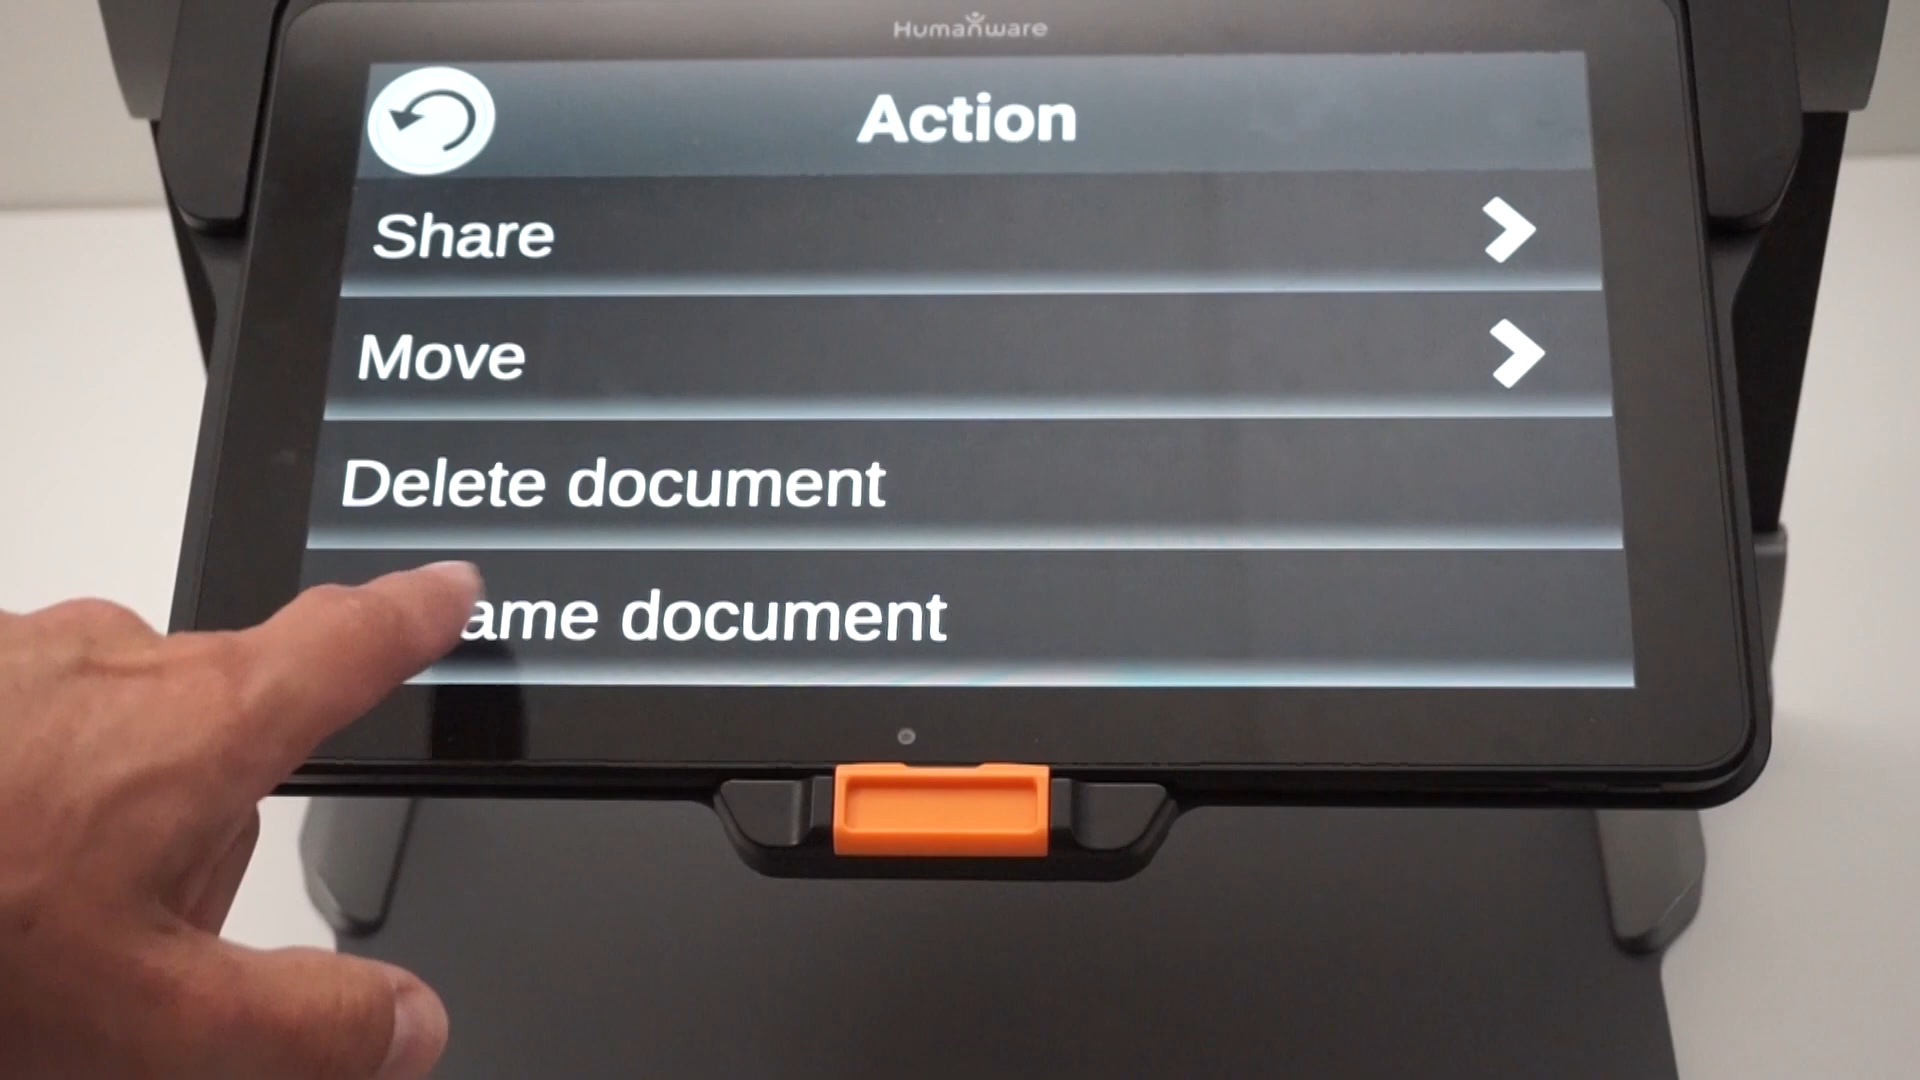 Humanware
Action
Share
Move
Delete document
ame document